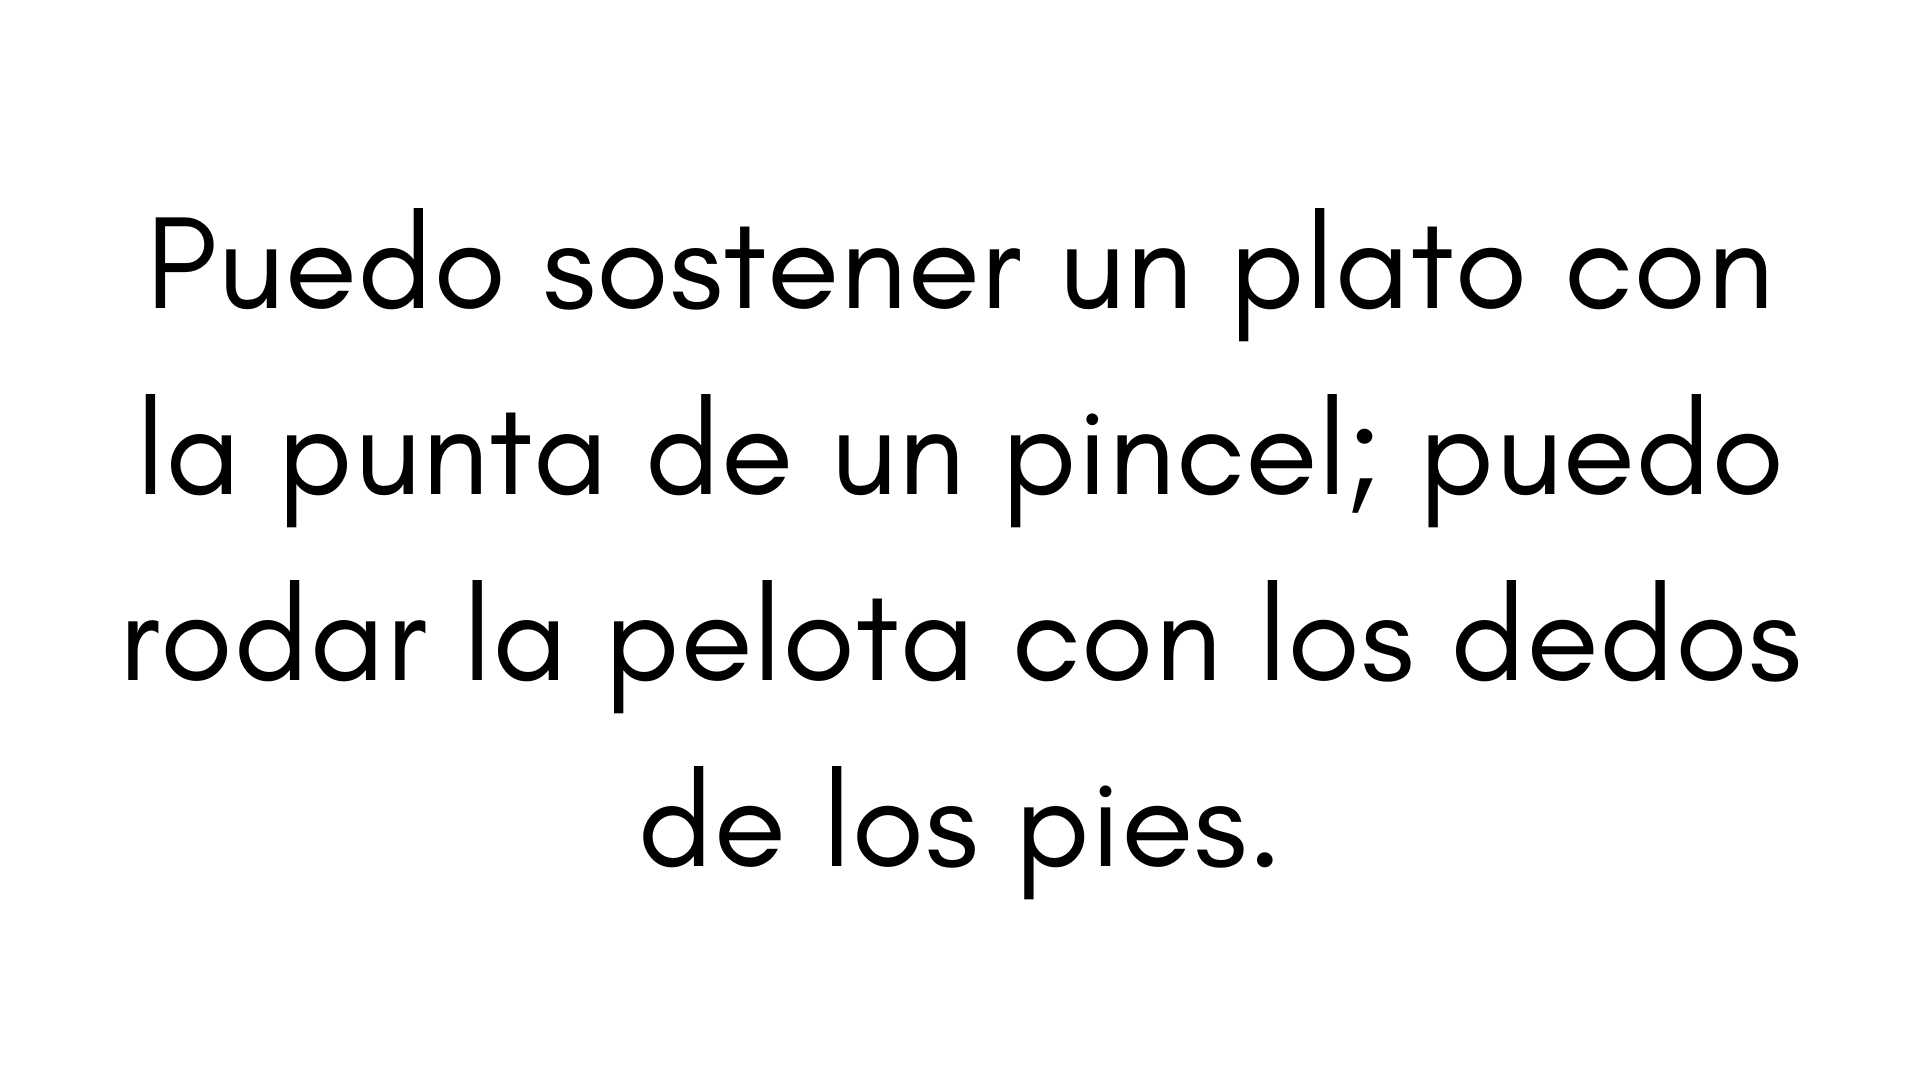 Puedo sostener un plato con
la punta de un pincel; puedo
rodar la pelota con los dedos
de los pies.